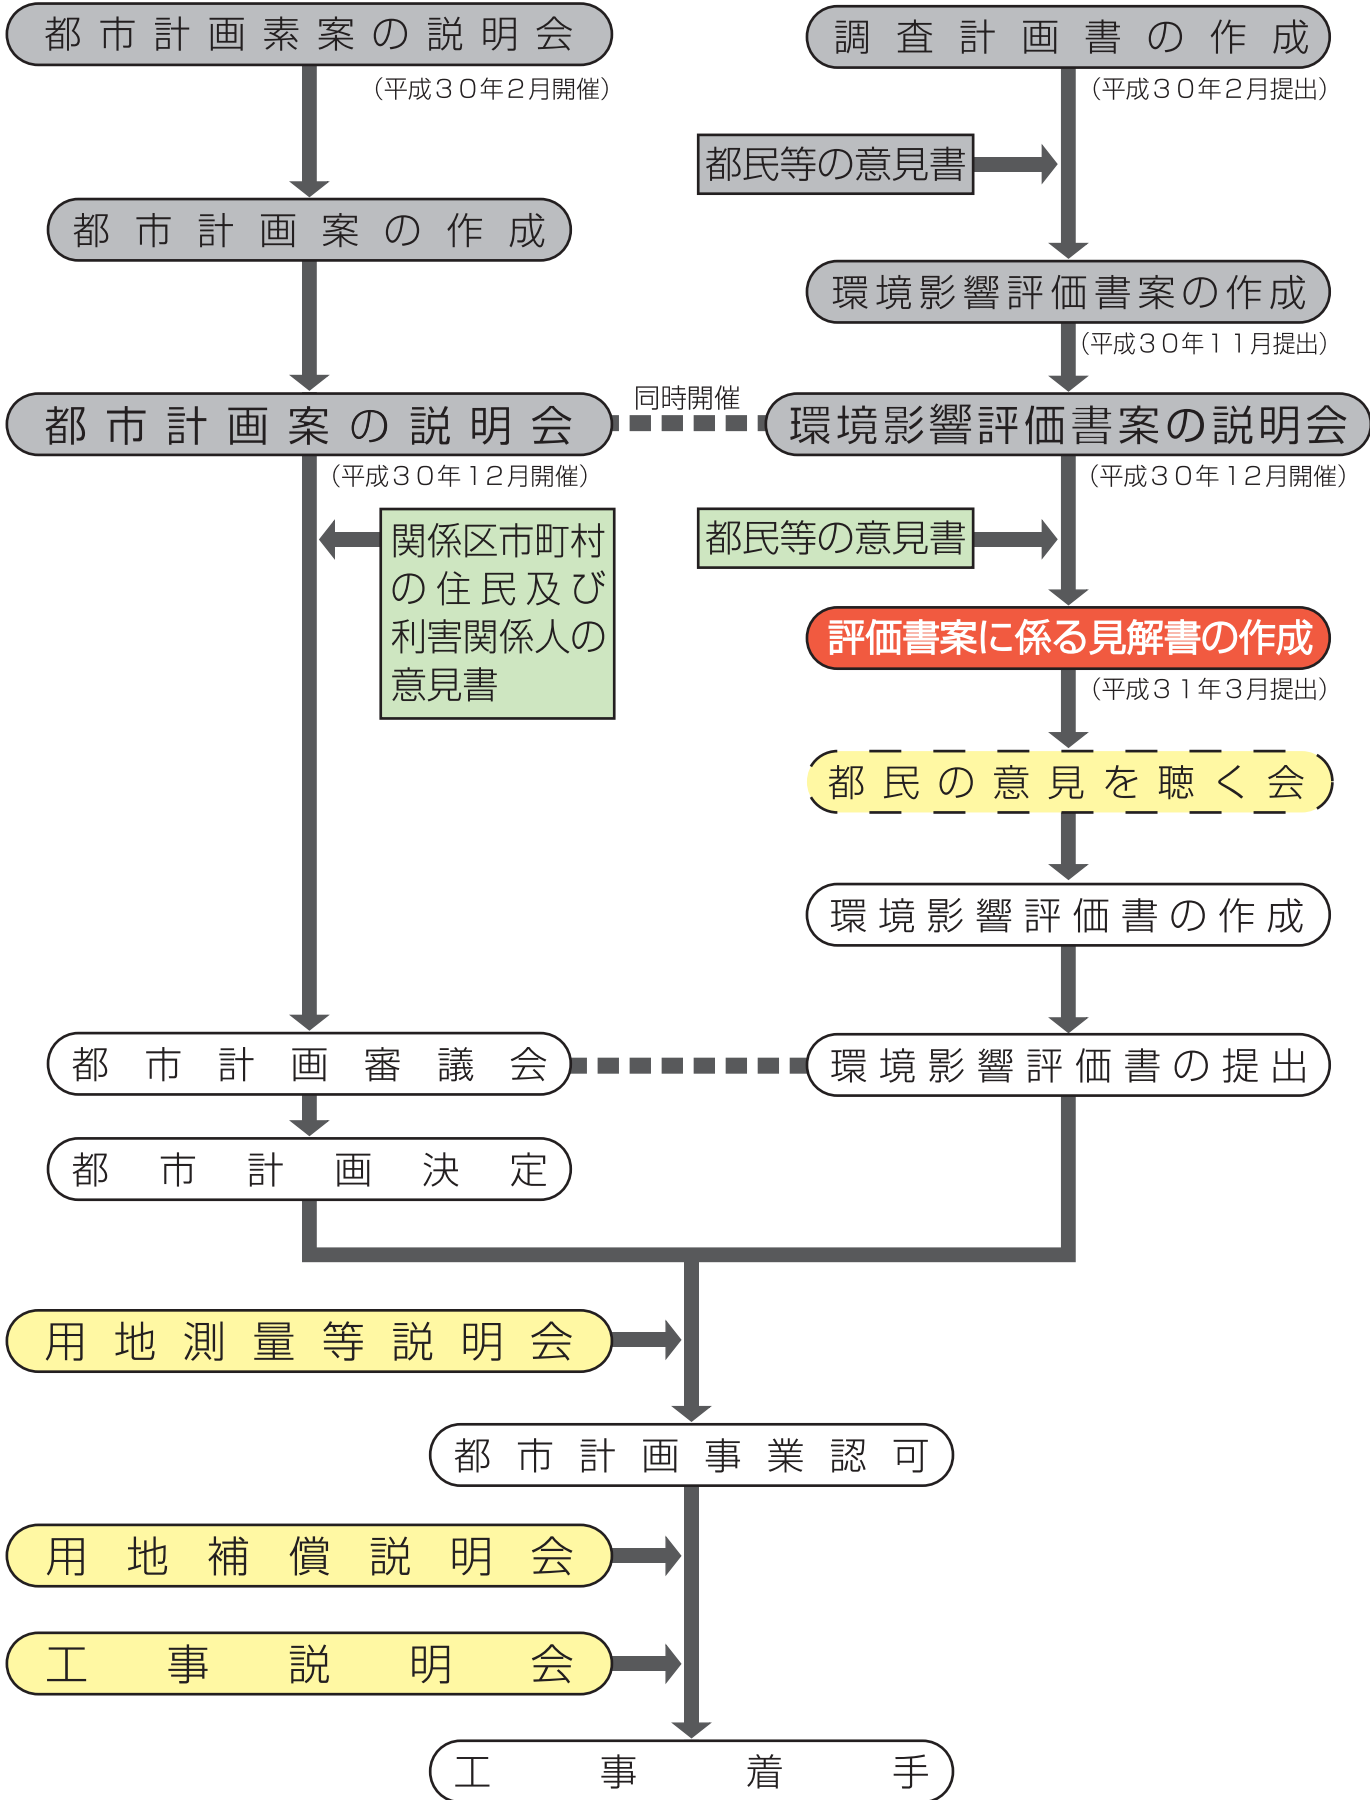 都市計画素案の説明会
（平成３０年２月開催）
都市計画案の作成
都市計画案の説明会
（平成３０年１２月開催）
同時開催
関係区市町村
の住民及び
利害関係人の
意見書
調査計画書の作成
（平成３０年２月提出）
都民等の意見書
環境影響評価書案の作成
（平成３０年１１月提出）
環境影響評価書案の説明会
（平成３０年１２月開催）
都民等の意見書
評価書案に係る見解書の作成
（平成３１年３月提出）
都民の意見を聴く会
環境影響評価書の作成
都市計画審議会
環境影響評価書の提出
都市計画決定
用地測量等説明会
都市計画事業認可
用地補償説明会
工事説明会
工事着手